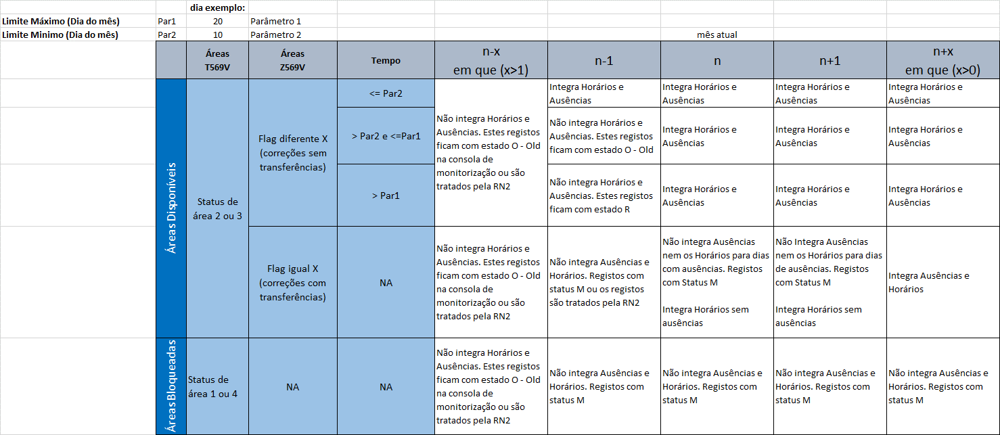 dia exemplo:
Limite Máximo (Dia do mês) Par1 20 Parâmetro 1
Limite Minimo (Dia do mês) Par2 10 Parâmetro 2
mês atual
Áreas
T569V
Áreas
Z569V
Tempo
n-x
em que (x>1)
n-1
n
n+1
n+x
em que (x>0)
Áreas Disponíveis
Status de
área 2 ou 3
Flag diferente X
(correções sem
transferências)
<= Par2
Não integra Horários e
Ausências. Estes registos
ficam com estado O - Old
na consola de
monitorização ou são
tratados pela RN2
Integra Horários e
Ausências
Integra Horários e
Ausências
Integra Horários e
Ausências
Integra Horários e
Ausências
> Par2 e <=Par1
Não integra Horários e
Ausências. Estes registos
ficam com estado O - Old
Integra Horários e
Ausências
Integra Horários e
Ausências
Integra Horários e
Ausências
> Par1
Não integra Horários e
Ausências. Estes registos
ficam com estado R
Integra Horários e
Ausências
Integra Horários e
Ausências
Integra Horários e
Ausências
Flag igual X
(correções com
transferências)
NA
Não integra Horários e
Ausências. Estes registos
ficam com estado O - Old
na consola de
monitorização ou são
tratados pela RN2
Não integra Ausências e
Horários. Registos com
status M ou os registos
são tratados pela RN2
Não integra Ausências
nem os Horários para dias
com ausências. Registos
com Status M
Integra Horários sem
ausências
Não Integra Ausências
nem os Horários para dias
de ausências. Registos
com Status M
Integra Horários sem
ausências
Integra Ausências e
Horários
Áreas Bloqueadas
Status de
área 1 ou 4
NA
NA
Não integra Horários e
Ausências. Estes registos
ficam com estado O - Old
na consola de
monitorização ou são
tratados pela RN2
Não integra Ausências e
Horários. Registos com
status M
Não integra Ausências e
Horários. Registos com
status M
Não integra Ausências e
Horários. Registos com
status M
Não integra Ausências e
Horários. Registos com
status M